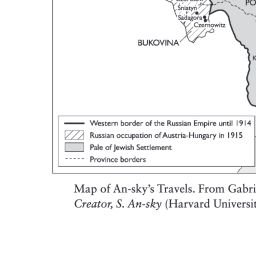 PO
Sniatyn
Sadagora
Czernowitz
BUKOVINA
K
Western border of the Russian Empire until 1914
Russian occupation of Austria-Hungary in 1915
Pale of Jewish Settlement
Province borders
Map of An-sky's Travels. From Gabri
Creator, S. An-sky (Harvard Universit